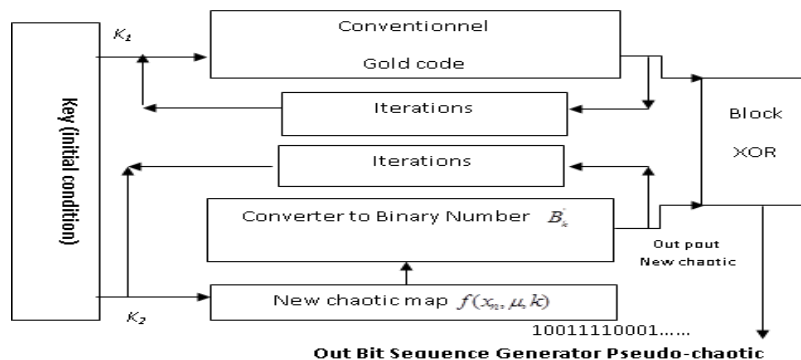 K₁
Conventionnel
Gold code
Key (initial condition)
Iterations
Block
XOR
Iterations
Converter to Binary Number Bₖ
Out pout
New chaotic
New chaotic map f(xₙ, μ, k)
K₂
10011110001......
Out Bit Sequence Generator Pseudo-chaotic